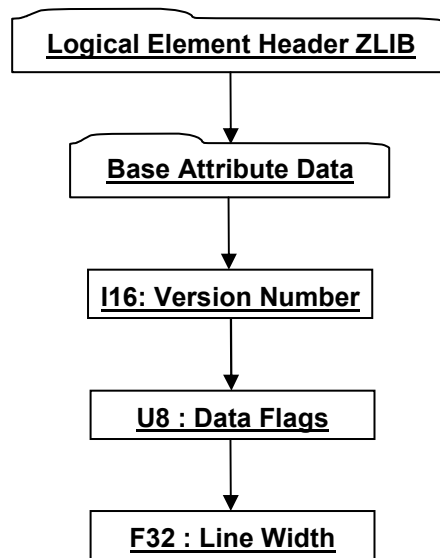 Logical Element Header ZLIB
Base Attribute Data
I16: Version Number
U8 : Data Flags
F32 : Line Width